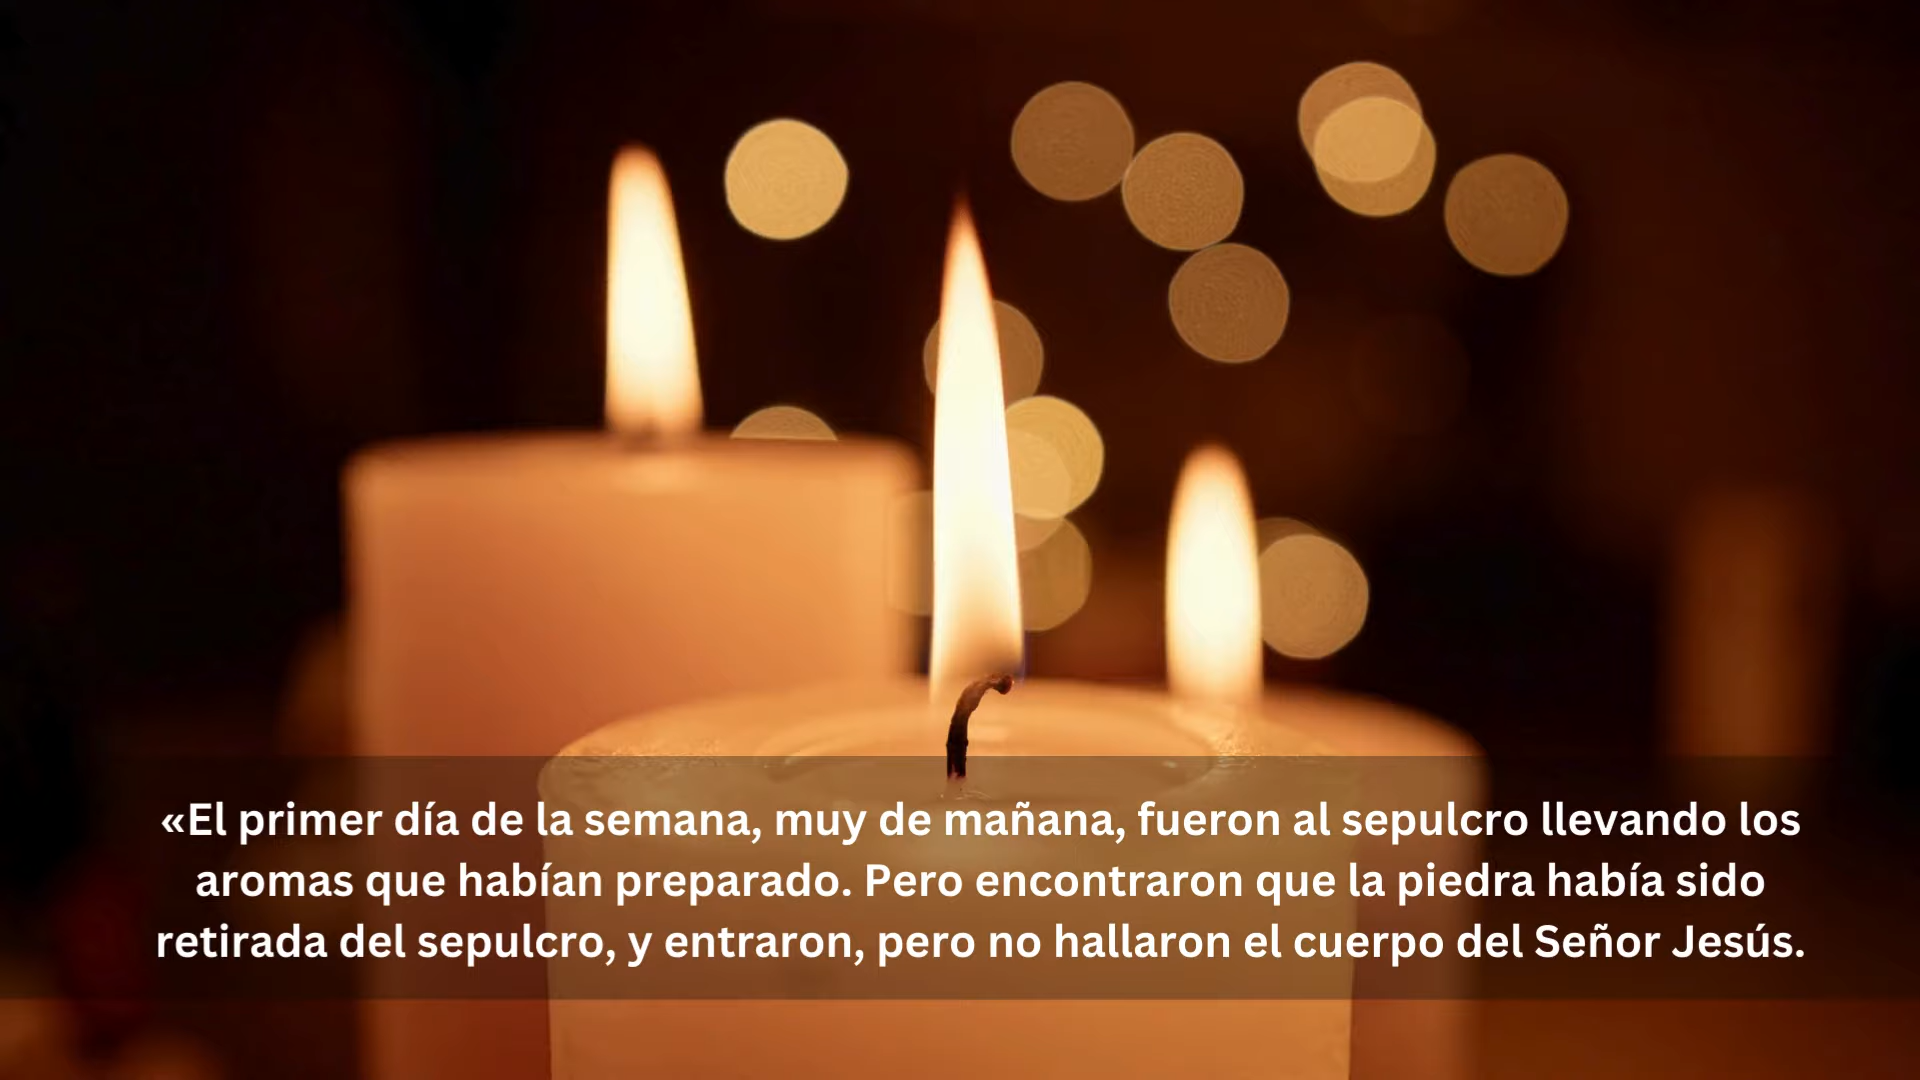 «El primer día de la semana, muy de mañana, fueron al sepulcro llevando los
aromas que habían preparado. Pero encontraron que la piedra había sido
retirada del sepulcro, y entraron, pero no hallaron el cuerpo del Señor Jesús.